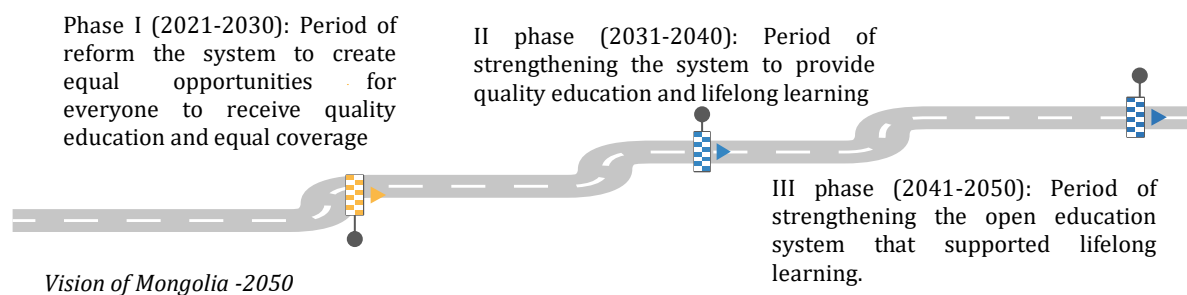 Phase I (2021-2030): Period of
reform the system to create
equal opportunities for
everyone to receive quality
education and equal coverage
II phase (2031-2040): Period of
strengthening the system to provide
quality education and lifelong learning
III phase (2041-2050): Period of
strengthening the open education
system that supported lifelong
learning.
Vision of Mongolia -2050